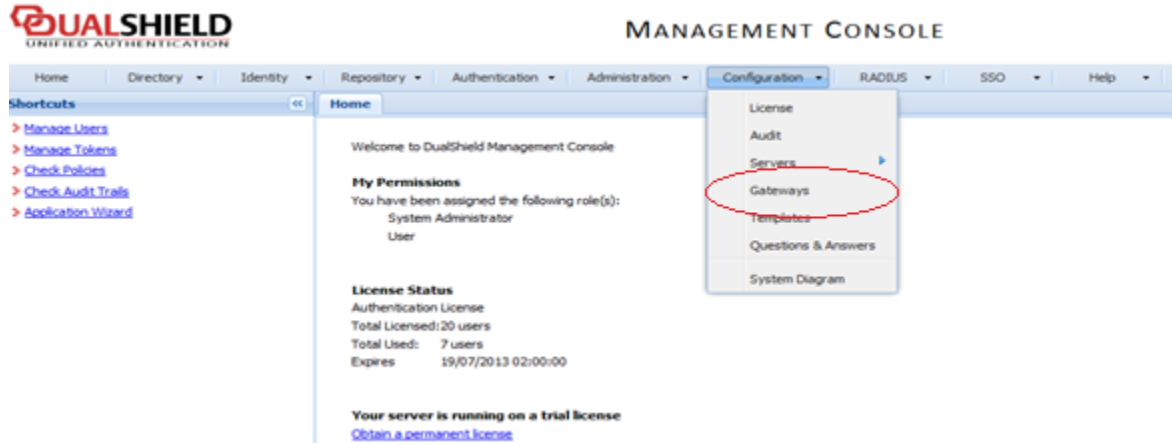 DUALSHIELD
UNIFIED AUTHENTICATION
MANAGEMENT CONSOLE
Home Directory Identity Repository Authentication Administration Configuration RADIUS SSO Help
Shortcuts
Manage Users
Manage Tokens
Check Policies
Check Audit Trails
Application Wizard
Home
Welcome to DualShield Management Console
My Permissions
You have been assigned the following role(s):
System Administrator
User
License Status
Authentication License
Total Licensed: 20 users
Total Used: 7 users
Expires 19/07/2013 02:00:00
Your server is running on a trial license
Obtain a permanent license
License
Audit
Servers
Gateways
Templates
Questions & Answers
System Diagram